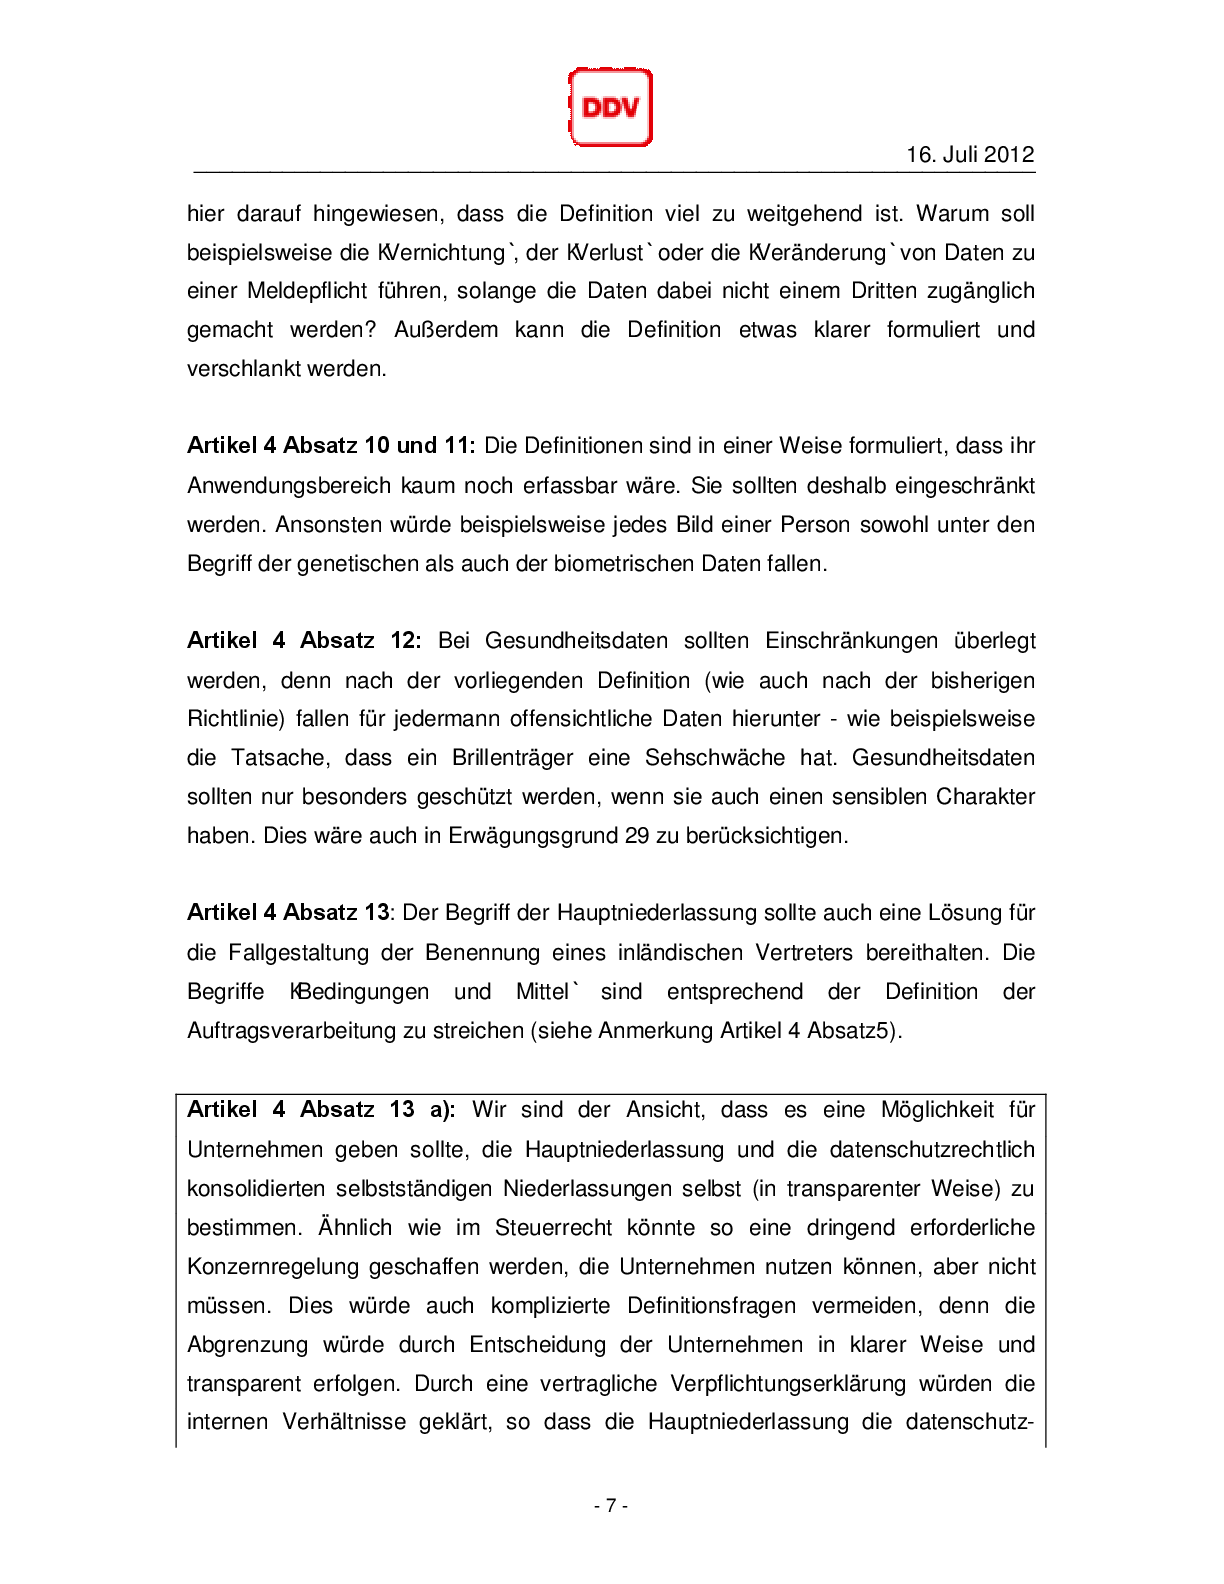 DDV
16. Juli 2012
hier darauf hingewiesen, dass die Definition viel zu weitgehend ist. Warum soll
beispielsweise die KVernichtung`, der KVerlust` oder die KVeränderung` von Daten zu
einer Meldepflicht führen, solange die Daten dabei nicht einem Dritten zugänglich
gemacht werden? Außerdem kann die Definition etwas klarer formuliert und
verschlankt werden.
Artikel 4 Absatz 10 und 11: Die Definitionen sind in einer Weise formuliert, dass ihr
Anwendungsbereich kaum noch erfassbar wäre. Sie sollten deshalb eingeschränkt
werden. Ansonsten würde beispielsweise jedes Bild einer Person sowohl unter den
Begriff der genetischen als auch der biometrischen Daten fallen.
Artikel 4 Absatz 12: Bei Gesundheitsdaten sollten Einschränkungen überlegt
werden, denn nach der vorliegenden Definition (wie auch nach der bisherigen
Richtlinie) fallen für jedermann offensichtliche Daten hierunter - wie beispielsweise
die Tatsache, dass ein Brillenträger eine Sehschwäche hat. Gesundheitsdaten
sollten nur besonders geschützt werden, wenn sie auch einen sensiblen Charakter
haben. Dies wäre auch in Erwägungsgrund 29 zu berücksichtigen.
Artikel 4 Absatz 13: Der Begriff der Hauptniederlassung sollte auch eine Lösung für
die Fallgestaltung der Benennung eines inländischen Vertreters bereithalten. Die
Begriffe KBedingungen und Mittel` sind entsprechend der Definition der
Auftragsverarbeitung zu streichen (siehe Anmerkung Artikel 4 Absatz5).
Artikel 4 Absatz 13 a): Wir sind der Ansicht, dass es eine Möglichkeit für
Unternehmen geben sollte, die Hauptniederlassung und die datenschutzrechtlich
konsolidierten selbstständigen Niederlassungen selbst (in transparenter Weise) zu
bestimmen. Ähnlich wie im Steuerrecht könnte so eine dringend erforderliche
Konzernregelung geschaffen werden, die Unternehmen nutzen können, aber nicht
müssen. Dies würde auch komplizierte Definitionsfragen vermeiden, denn die
Abgrenzung würde durch Entscheidung der Unternehmen in klarer Weise und
transparent erfolgen. Durch eine vertragliche Verpflichtungserklärung würden die
internen Verhältnisse geklärt, so dass die Hauptniederlassung die datenschutz-
- 7 -